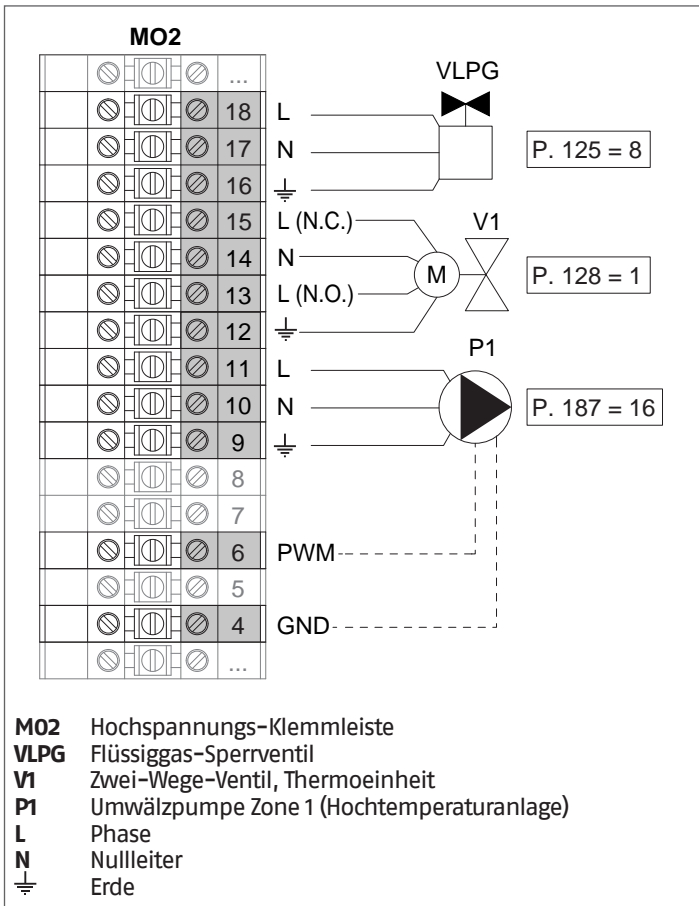 MO2
VLPG
...
18 L
17 N P. 125 = 8
16
15 L (N.C.) V1
14 N M P. 128 = 1
13 L (N.O.)
12
P1
11 L
10 N P. 187 = 16
9
8
7
6 PWM
5
4 GND
...
M02 Hochspannungs-Klemmleiste
VLPG Flüssiggas-Sperrventil
V1 Zwei-Wege-Ventil, Thermoeinheit
P1 Umwälzpumpe Zone 1 (Hochtemperaturanlage)
L Phase
N Nullleiter
⏚ Erde